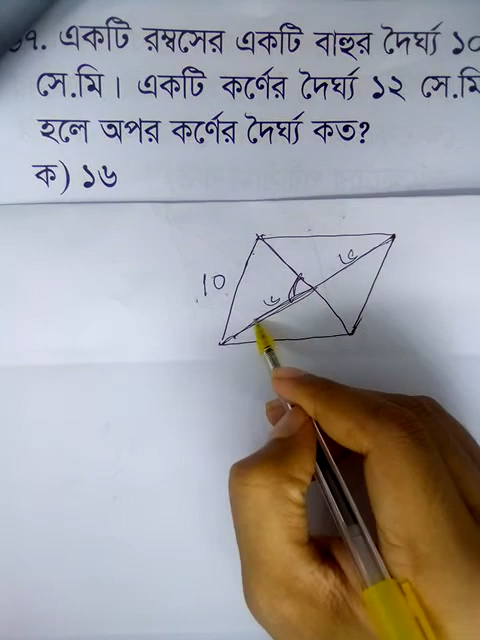 ৩৭. একটি রম্বসের একটি বাহুর দৈর্ঘ্য ১০
সে.মি। একটি কর্ণের দৈর্ঘ্য ১২ সে.মি
হলে অপর কর্ণের দৈর্ঘ্য কত?
ক) ১৬
৬
10
৬